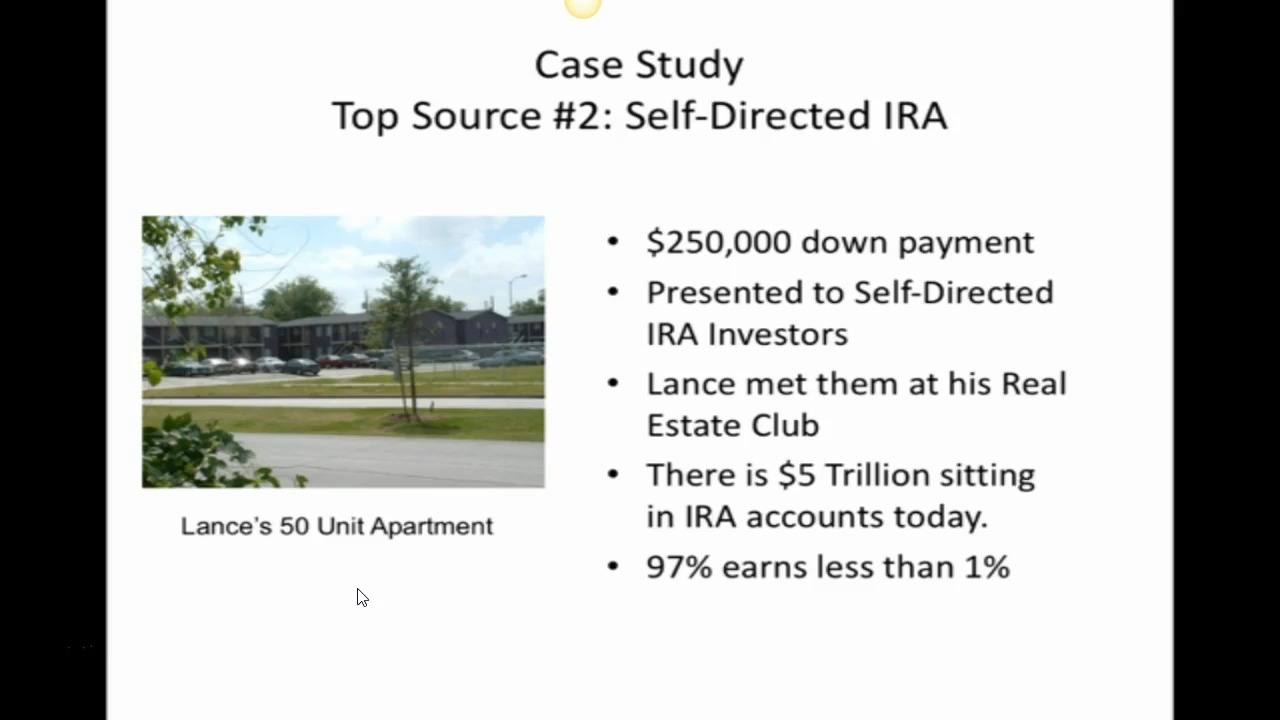 Case Study
Top Source #2: Self-Directed IRA
• $250,000 down payment
• Presented to Self-Directed
IRA Investors
• Lance met them at his Real
Estate Club
• There is $5 Trillion sitting
in IRA accounts today.
• 97% earns less than 1%
Lance's 50 Unit Apartment